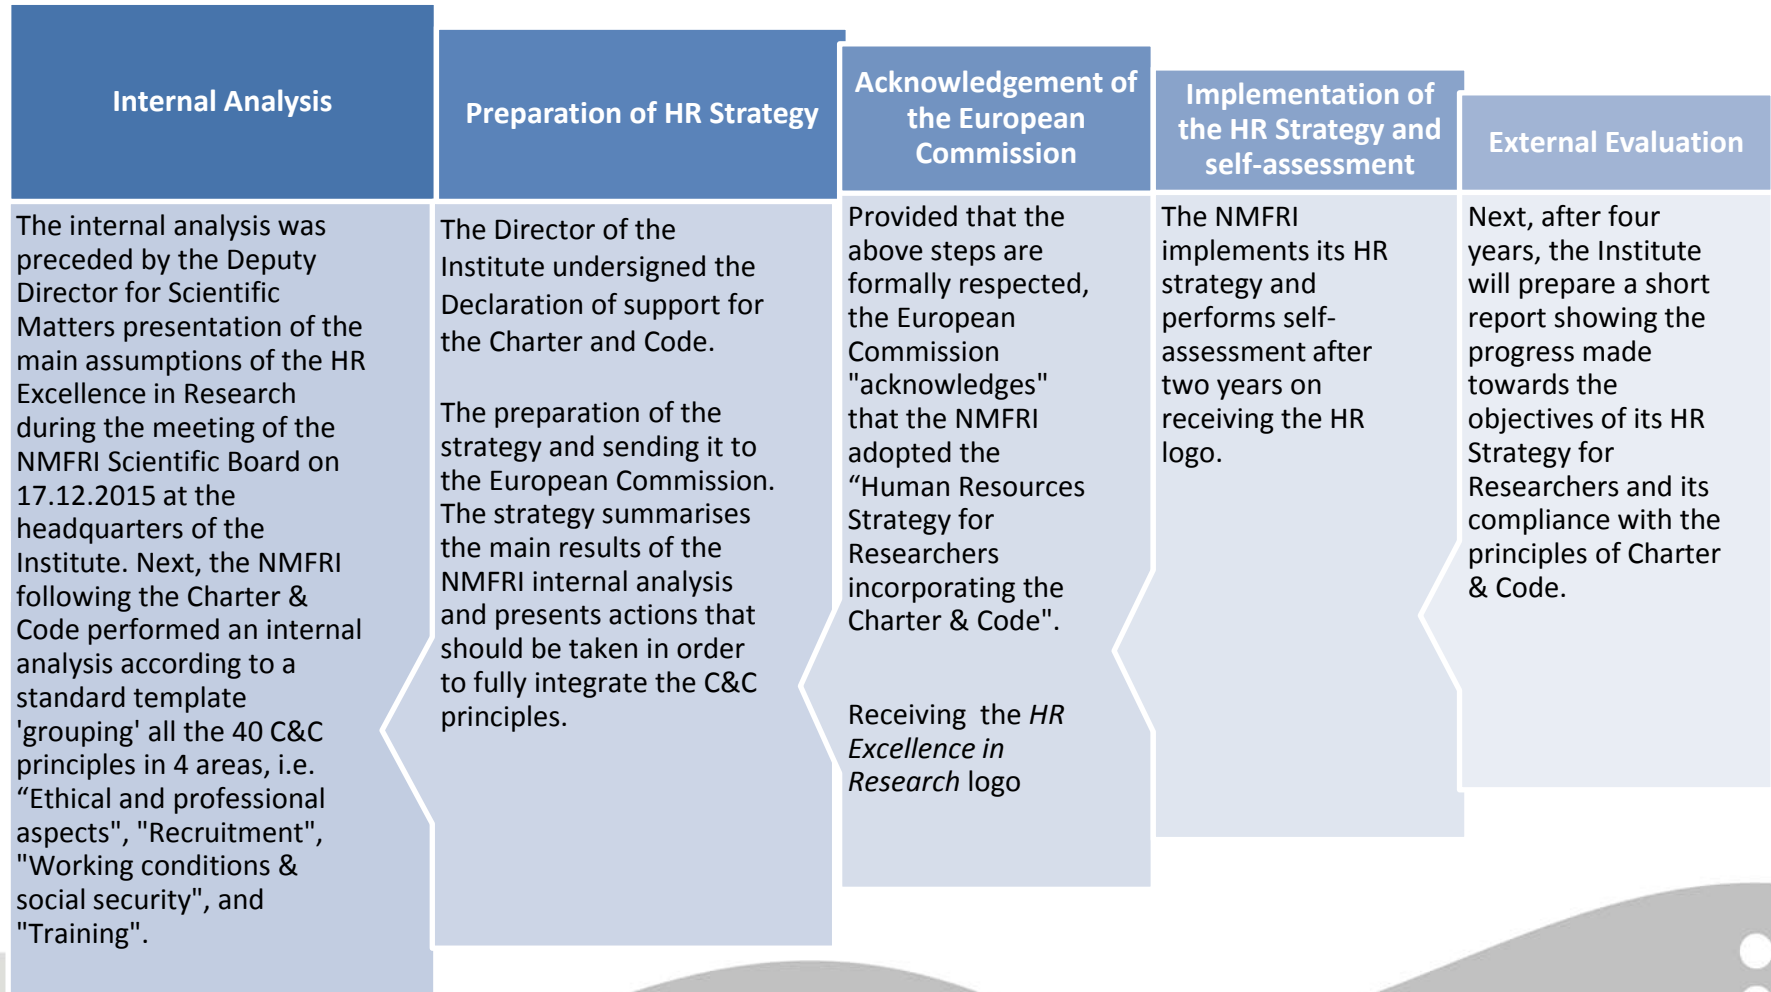 Internal Analysis
The internal analysis was
preceded by the Deputy
Director for Scientific
Matters presentation of the
main assumptions of the HR
Excellence in Research
during the meeting of the
NMFRI Scientific Board on
17.12.2015 at the
headquarters of the
Institute. Next, the NMFRI
following the Charter &
Code performed an internal
analysis according to a
standard template
'grouping' all the 40 C&C
principles in 4 areas, i.e.
“Ethical and professional
aspects", "Recruitment",
"Working conditions &
social security", and
"Training".
Preparation of HR Strategy
The Director of the
Institute undersigned the
Declaration of support for
the Charter and Code.
The preparation of the
strategy and sending it to
the European Commission.
The strategy summarises
the main results of the
NMFRI internal analysis
and presents actions that
should be taken in order
to fully integrate the C&C
principles.
Acknowledgement of
the European
Commission
Provided that the
above steps are
formally respected,
the European
Commission
"acknowledges"
that the NMFRI
adopted the
“Human Resources
Strategy for
Researchers
incorporating the
Charter & Code".
Receiving the HR
Excellence in
Research logo
Implementation of
the HR Strategy and
self-assessment
The NMFRI
implements its HR
strategy and
performs self-
assessment after
two years on
receiving the HR
logo.
External Evaluation
Next, after four
years, the Institute
will prepare a short
report showing the
progress made
towards the
objectives of its HR
Strategy for
Researchers and its
compliance with the
principles of Charter
& Code.